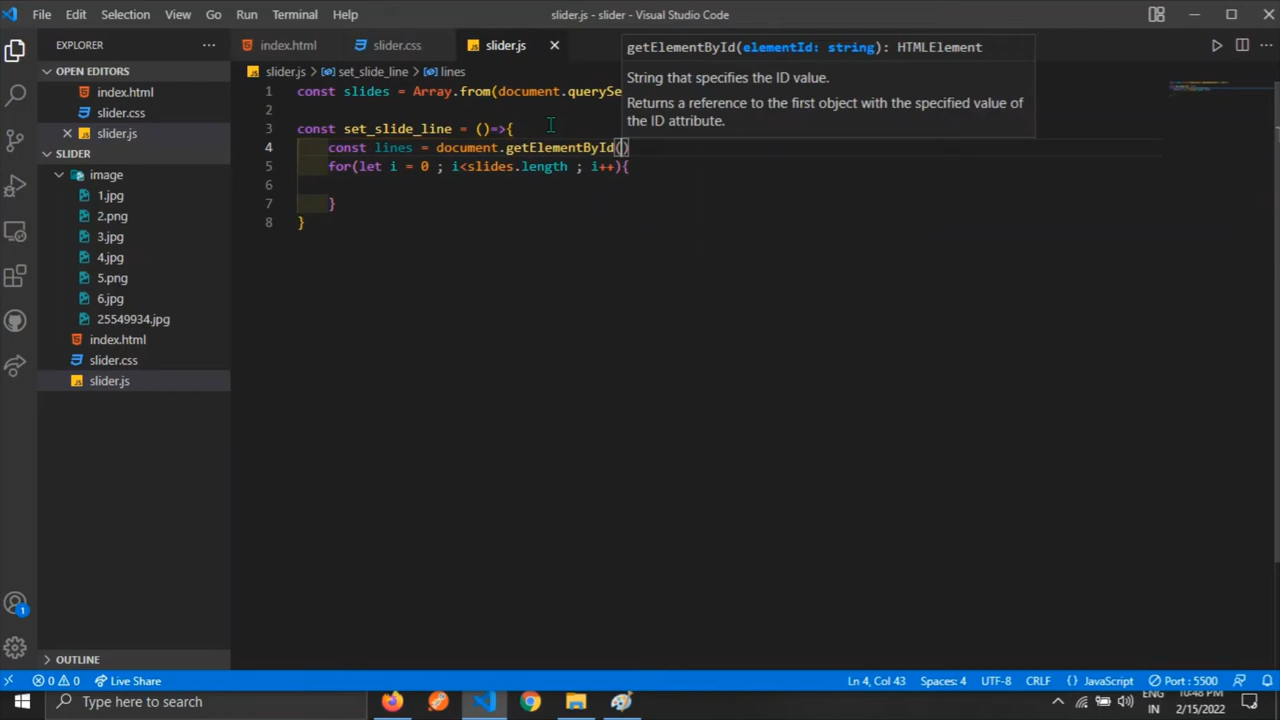 File Edit Selection View Go Run Terminal Help
slider.js - slider - Visual Studio Code
EXPLORER
index.html
slider.css
slider.js
OPEN EDITORS
index.html
slider.css
slider.js
SLIDER
image
1.jpg
2.png
3.jpg
4.jpg
5.png
6.jpg
25549934.jpg
index.html
slider.css
slider.js
OUTLINE
slider.js > set_slide_line > lines
getElementById(elementId: string): HTMLElement
String that specifies the ID value.
Returns a reference to the first object with the specified value of
the ID attribute.
1 const slides = Array.from(document.querySe
2
3 const set_slide_line = ()=>{
4 const lines = document.getElementById()
5 for(let i = 0 ; i<slides.length ; i++){
6
7 }
8 }
1
0 0 Live Share
Ln 4, Col 43 Spaces: 4 UTF-8 CRLF {} JavaScript Port : 5500
Type here to search
ENG
IN
10:48 PM
2/15/2022